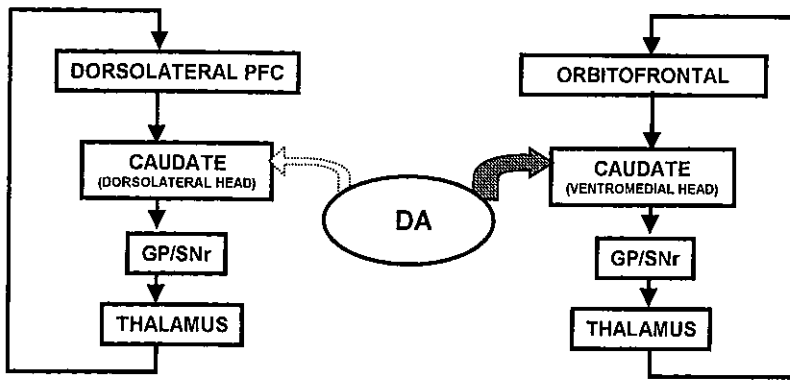 DORSOLATERAL PFC
CAUDATE
(DORSOLATERAL HEAD)
GP/SNr
THALAMUS
DA
ORBITOFRONTAL
CAUDATE
(VENTROMEDIAL HEAD)
GP/SNr
THALAMUS